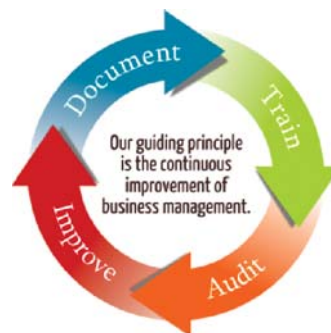 Document
Train
Our guiding principle
is the continuous
improvement of
business management.
Improve
Audit